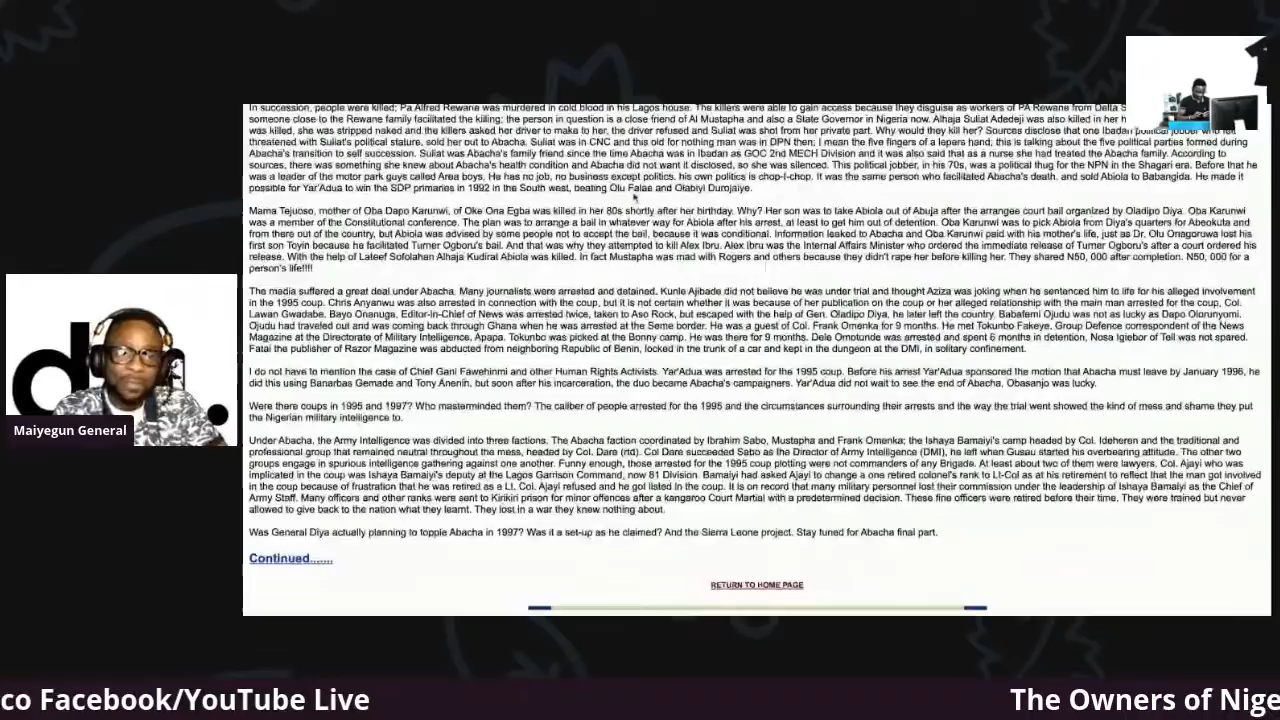 In succession, people were killed; Pa Alfred Rewane was murdered in cold blood in his Lagos house. The killers were able to gain access because they disguise as workers of PA Rewane from Delta S
someone close to the Rewane family facilitated the killing; the person in question is a close friend of Al Mustapha and also a State Governor in Nigeria now. Alhaja Suliat Adedeji was also killed in her h
was killed, she was stripped naked and the killers asked her driver to make to her, the driver refused and Suliat was shot from her private part. Why would they kill her? Sources disclose that one Ibadan political jobber who felt
threatened with Suliat's political stature, sold her out to Abacha. Suliat was in CNC and this old for nothing man was in DPN then; I mean the five fingers of a lepers hand, this is talking about the five political parties formed during
Abacha's transition to self succession. Suliat was Abacha's family friend since the time Abacha was in Ibadan as GOC 2ND MECH Division and it was also said that as a nurse she had treated the Abacha family. According to
sources, there was something she knew about Abacha's health condition and Abacha did not want it disclosed, so she was silenced. This political jobber, in his 70s, was a political thug for the NPN in the Shagari era. Before that he
was a leader of the motor park guys called Area boys. He has no job, no business except politics. his own politics is chop-I-chop. It was the same person who facilitated Abacha's death. and sold Abiola to Babangida. He made it
possible for Yar'Adua to win the SDP primaries in 1992 in the South west, beating Olu Falae and Olabiyi Durojaiye.
Mama Tejuoso, mother of Oba Dapo Karunwi, of Oke Ona Egba was killed in her 80s shortly after her birthday. Why? Her son was to take Abiola out of Abuja after the arrangee court bail organized by Oladipo Diya. Oba Karunwi
was a member of the Constitutional conference. The plan was to arrange a bail in whatever way for Abiola after his arrest, at least to get him out of detention. Oba Karunwi was to pick Abiola from Diya's quarters for Abeokuta and
from there out of the country, but Abiola was advised by some people not to accept the bail, because it was conditional. Information leaked to Abacha and Oba Karunwi paid with his mother's life, just as Dr. Olu Onagoruwa lost his
first son Toyin because he facilitated Turner Ogboru's bail. And that was why they attempted to kill Alex Ibru. Alex Ibru was the Internal Affairs Minister who ordered the immediate release of Turner Ogboru's after a court ordered his
release. With the help of Lateef Sofolahan Alhaja Kudirat Abiola was killed. In fact Mustapha was mad with Rogers and others because they didn't rape her before killing her. They shared N50, 000 after completion. N50, 000 for a
person's life!!!!
The madia suffered a great deal under Abacha. Many journalists were arrested and detained. Kunle Ajibade did not believe he was under trial and thought Aziza was joking when he sentenced him to life for his alleged involvement
in the 1995 coup. Chris Anyanwu was also arrested in connection with the coup, but it is not certain whether it was because of her publication on the coup or her alleged relationship with the main man arrested for the coup, Col.
Lawan Gwadabe. Bayo Onanuga, Editor-in-Chief of News was arrested twice, taken to Aso Rock, but escaped with the help of Gen. Oladipo Diya, he later left the country. Babafemi Ojudu was not as lucky as Dapo Olorunyomi.
Ojudu had traveled out and was coming back through Ghana when he was arrested at the Seme border. He was a guest of Col. Frank Omenka for 9 months. He met Tokunbo Fakeye, Group Defence correspondent of the News
Magazine at the Directorate of Military Intelligence, Apapa. Tokunbo was picked at the Bonny camp. He was there for 9 months. Dele Omotunde was arrested and spent 6 months in detention, Nosa Igiebor of Tell was not spared.
Fatai the publisher of Razor Magazine was abducted from neighboring Republic of Benin, locked in the trunk of a car and kept in the dungeon at the DMI, in solitary confinement.
I do not have to mention the case of Chief Gani Fawehinmi and other Human Rights Activists. Yar'Adua was arrested for the 1995 coup. Before his arrest Yar'Adua sponsored the motion that Abacha must leave by January 1996, he
did this using Banarbas Gemade and Tony Anenih, but soon after his incarceration, the duo became Abacha's campaigners. Yar'Adua did not wait to see the end of Abacha. Obasanjo was lucky.
Were there coups in 1995 and 1997? Who masterminded them? The caliber of people arrested for the 1995 and the circumstances surrounding their arrests and the way the trial went showed the kind of mess and shame they put
the Nigerian military intelligence to.
Under Abacha, the Army Intelligence was divided into three factions. The Abacha faction coordinated by Ibrahim Sabo, Mustapha and Frank Omenka; the Ishaya Bamaiyi's camp headed by Col. Ideheren and the traditional and
professional group that remained neutral throughout the mess, headed by Col. Dare (rtd). Col Dare succeeded Sabo as the Director of Army Intelligence (DMI), he left when Gusau started his overbearing attitude. The other two
groups engage in spurious intelligence gathering against one another. Funny enough, those arrested for the 1995 coup plotting were not commanders of any Brigade. At least about two of them were lawyers. Col. Ajayi who was
implicated in the coup was Ishaya Bamaiyi's deputy at the Lagos Garrison Command, now 81 Division. Bamaiyi had asked Ajayi to change a one retired colonel's rank to Lt-Col as at his retirement to reflect that he man got involved
in the coup because of frustration that he was retired as a Lt. Col. Ajayi refused and he got listed in the coup. It is on record that many military personnel lost their commission under the leadership of Ishaya Bamaiyi as the Chief of
Army Staff. Many officers and other ranks were sent to Kirikiri prison for minor offences after a kangaroo Court Martial with a predetermined decision. These fine officers were retired before their time. They were trained but never
allowed to give back to the nation what they learnt. They lost in a war they knew nothing about.
Was General Diya actually planning to topple Abacha in 1997? Was it a set-up as he claimed? And the Sierra Leone project. Stay tuned for Abacha final part.
Continued.......
RETURN TO HOME PAGE
Maiyegun General
co Facebook/YouTube Live
The Owners of Nige